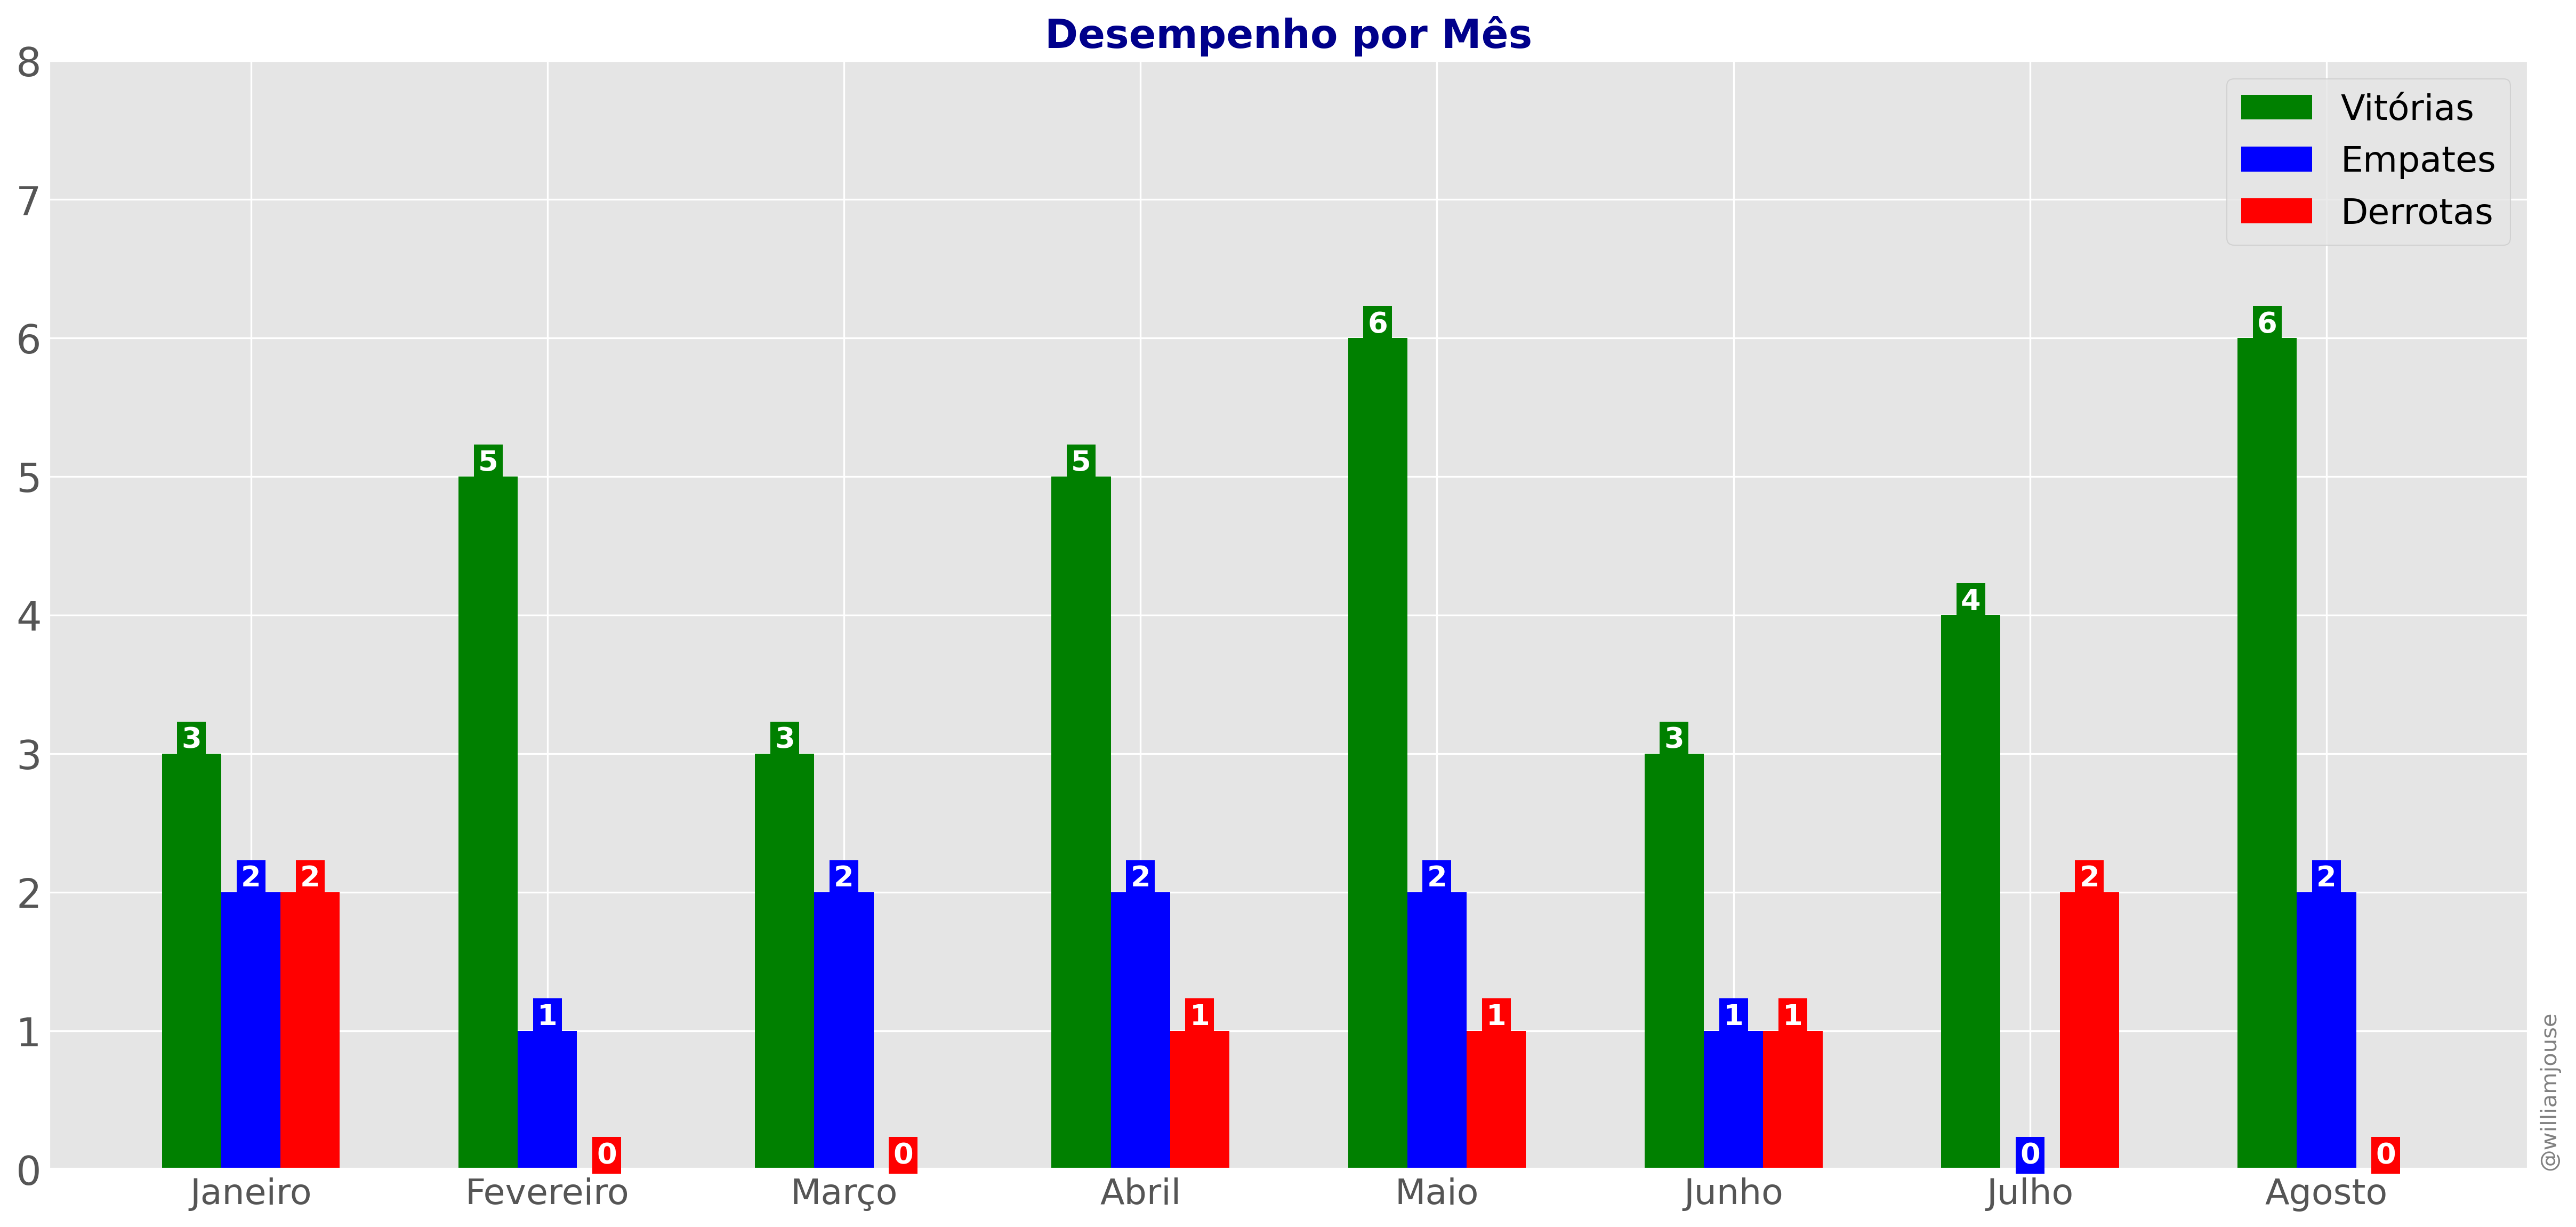 Desempenho por Mês
8
7
6
5
4
3
2
1
0
Vitórias
Empates
Derrotas
3 2 2
5 1 0
3 2 0
5 2 1
6 2 1
3 1 1
4 0 2
6 2 0
Janeiro Fevereiro Março Abril Maio Junho Julho Agosto
@williamjouse